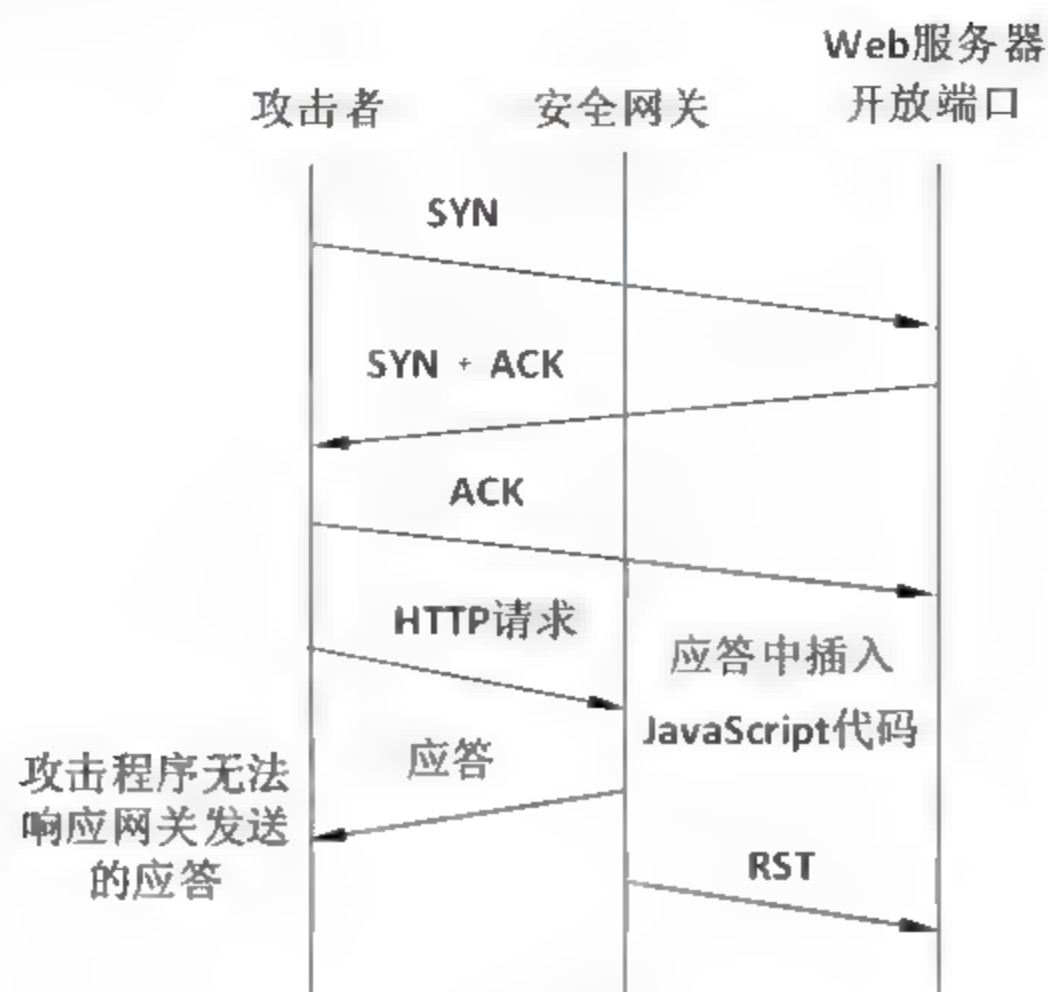 Web服务器
开放端口
攻击者
安全网关
SYN
SYN + ACK
ACK
HTTP请求
应答中插入
JavaScript代码
应答
攻击程序无法
响应网关发送
的应答
RST